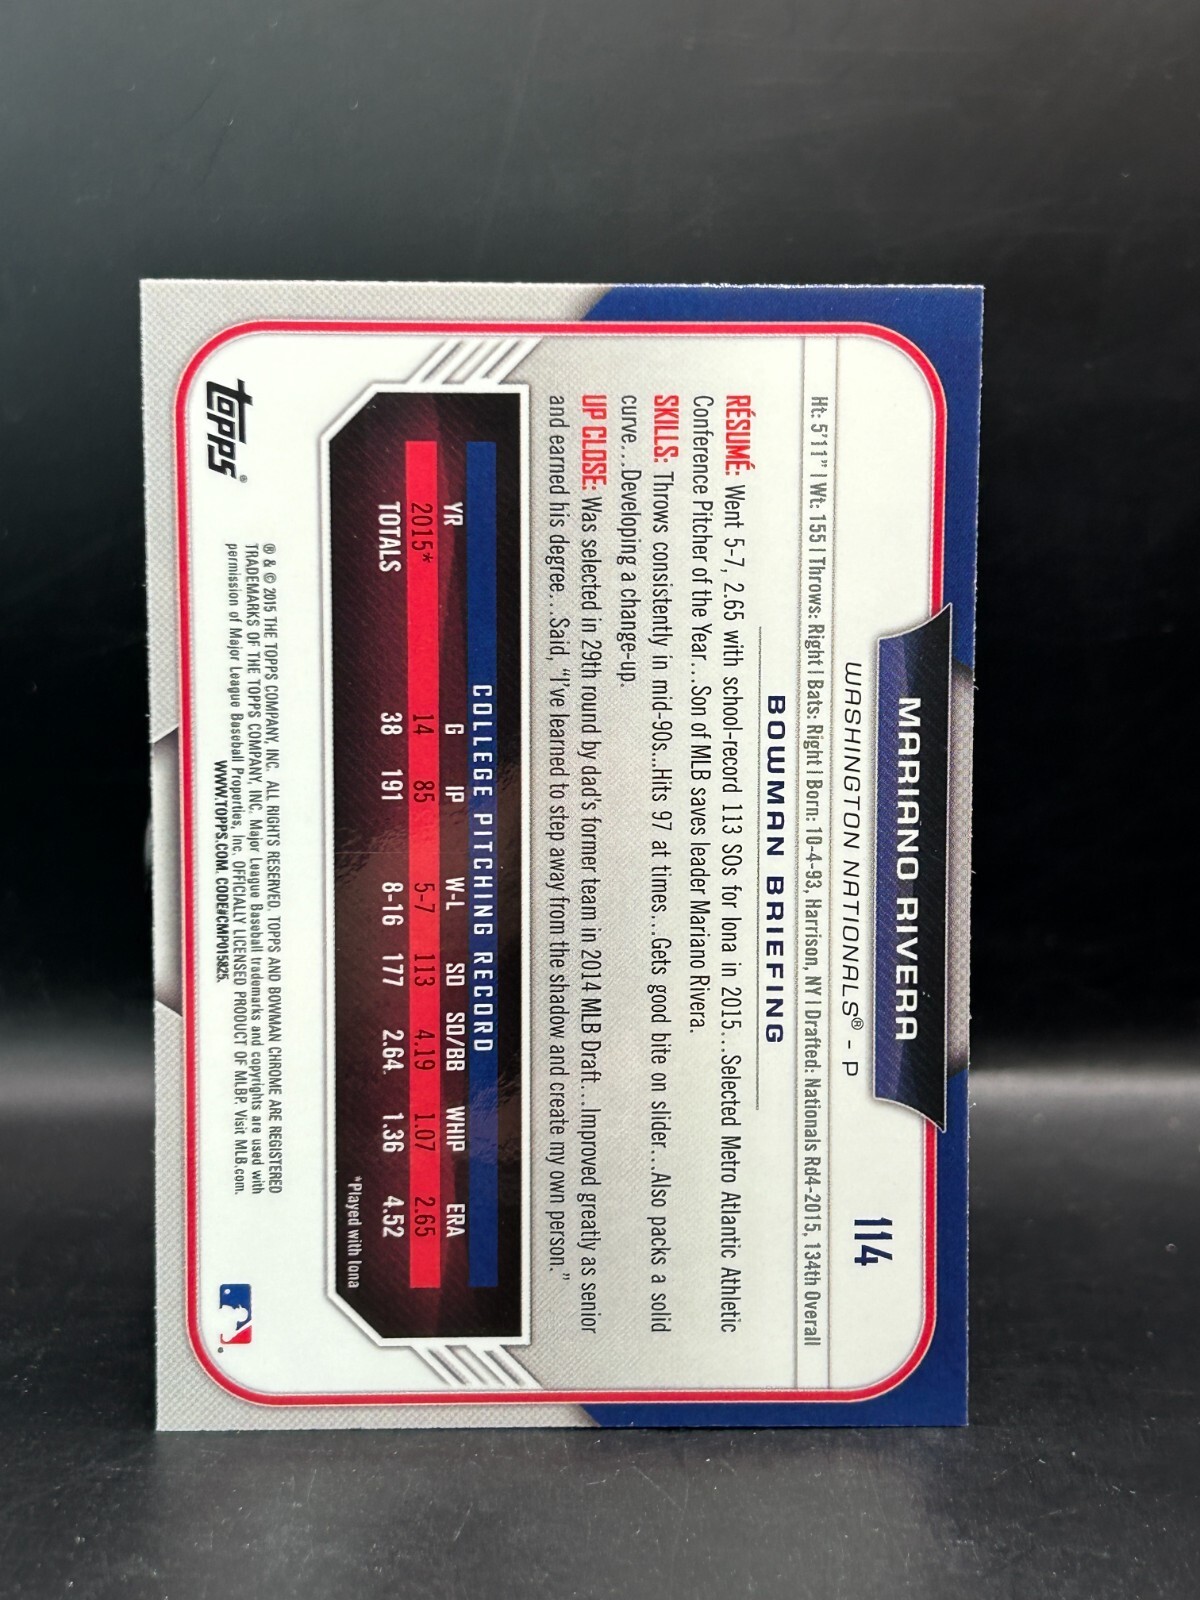 MARIANO RIVERA
114
WASHINGTON NATIONALS® - P
Ht: 5'11" | Wt: 155 | Throws: Right | Bats: Right | Born: 10-4-93, Harrison, NY | Drafted: Nationals Rd4-2015, 134th Overall
BOWMAN BRIEFING
RÉSUMÉ: Went 5-7, 2.65 with school-record 113 SOs for Iona in 2015...Selected Metro Atlantic Athletic
Conference Pitcher of the Year...Son of MLB saves leader Mariano Rivera.
SKILLS: Throws consistently in mid-90s...Hits 97 at times...Gets good bite on slider...Also packs a solid
curve...Developing a change-up.
UP CLOSE: Was selected in 29th round by dad's former team in 2014 MLB Draft...Improved greatly as senior
and earned his degree...Said, "I've learned to step away from the shadow and create my own person."
COLLEGE PITCHING RECORD
YR G IP W-L SO SO/BB WHIP ERA
2015* 14 85 5-7 113 4.19 1.07 2.65
TOTALS 38 191 8-16 177 2.64 1.36 4.52
*Played with Iona
topps®
® & © 2015 THE TOPPS COMPANY, INC. ALL RIGHTS RESERVED. TOPPS AND BOWMAN CHROME ARE REGISTERED
TRADEMARKS OF THE TOPPS COMPANY, INC. Major League Baseball trademarks and copyrights are used with
permission of Major League Baseball Properties, Inc. OFFICIALLY LICENSED PRODUCT OF MLBP. Visit MLB.com.
WWW.TOPPS.COM. CODE#CMP015825.